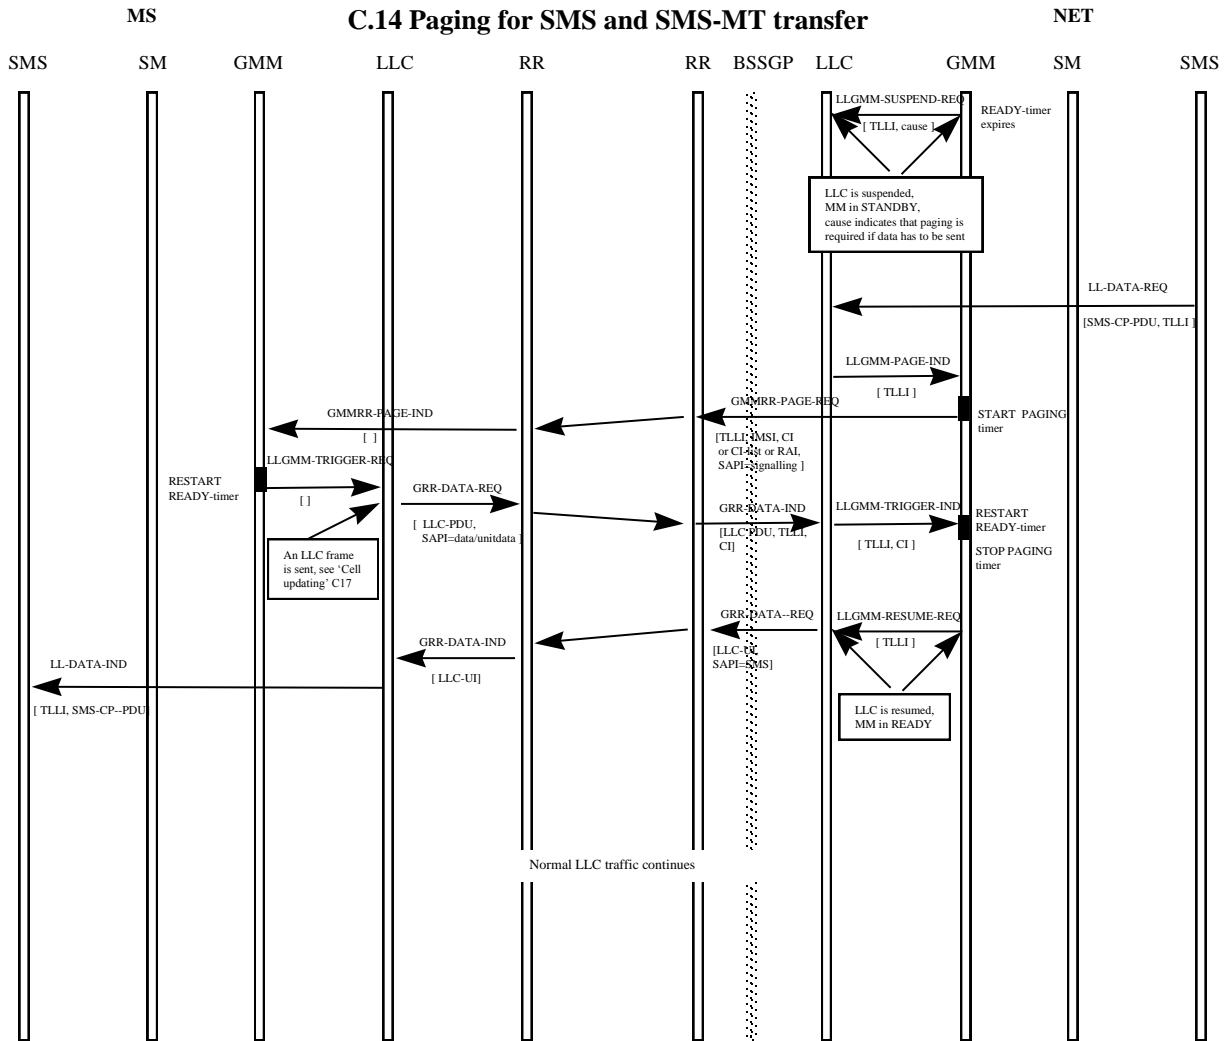 MS
C.14 Paging for SMS and SMS-MT transfer
NET
SMS SM GMM LLC RR RR BSSGP LLC GMM SM SMS
LLGMM-SUSPEND-REQ
[ TLLI, cause ]
READY-timer
expires
LLC is suspended,
MM in STANDBY,
cause indicates that paging is
required if data has to be sent
LL-DATA-REQ
[SMS-CP-PDU, TLLI ]
LLGMM-PAGE-IND
[ TLLI ]
GMMRR-PAGE-REQ
START PAGING
timer
GMMRR-PAGE-IND
[ ]
[TLLI, IMSI, CI
or CI-list or RAI,
SAPI=signalling ]
LLGMM-TRIGGER-REQ
RESTART
READY-timer
[ ]
GRR-DATA-REQ
[ LLC-PDU,
SAPI=data/unitdata ]
GRR-DATA-IND
[LLC-PDU, TLLI,
CI]
LLGMM-TRIGGER-IND
[ TLLI, CI ]
RESTART
READY-timer
STOP PAGING
timer
An LLC frame
is sent, see ‘Cell
updating’ C17
GRR-DATA--REQ
[LLC-UI,
SAPI=SMS]
LLGMM-RESUME-REQ
[ TLLI ]
GRR-DATA-IND
[ LLC-UI]
LL-DATA-IND
[ TLLI, SMS-CP--PDU]
LLC is resumed,
MM in READY
Normal LLC traffic continues